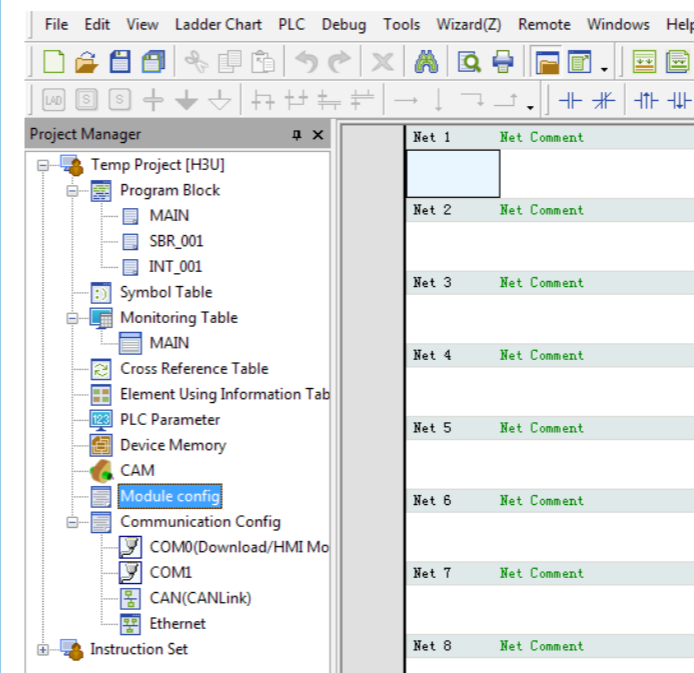 File Edit View Ladder Chart PLC Debug Tools Wizard(Z) Remote Windows Help
LAD S S
Project Manager
Temp Project [H3U]
Program Block
MAIN
SBR_001
INT_001
Symbol Table
Monitoring Table
MAIN
Cross Reference Table
Element Using Information Tab
123 PLC Parameter
Device Memory
CAM
Module config
Communication Config
COM0(Download/HMI Mo
COM1
CAN(CANLink)
Ethernet
Instruction Set
Net 1 Net Comment
Net 2 Net Comment
Net 3 Net Comment
Net 4 Net Comment
Net 5 Net Comment
Net 6 Net Comment
Net 7 Net Comment
Net 8 Net Comment